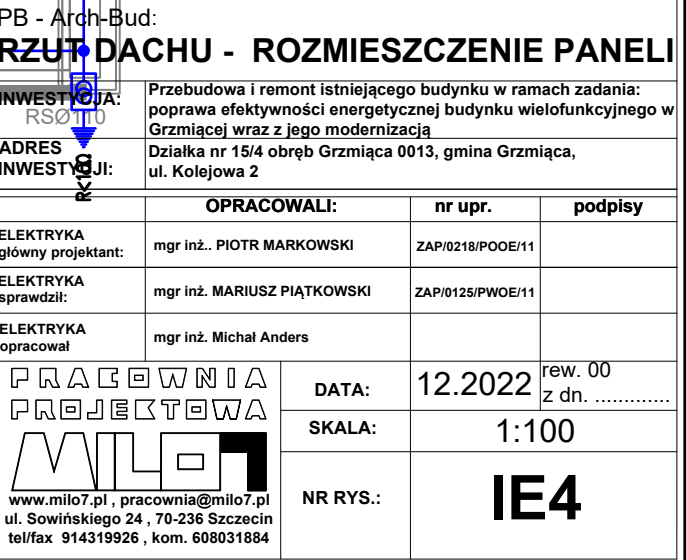 PB - Arch-Bud:
RZUT DACHU - ROZMIESZCZENIE PANELI
INWESTYCJA:
Przebudowa i remont istniejącego budynku w ramach zadania:
poprawa efektywności energetycznej budynku wielofunkcyjnego w
Grzmiącej wraz z jego modernizacją
RSØ110
ADRES
INWESTYCJI:
Działka nr 15/4 obręb Grzmiąca 0013, gmina Grzmiąca,
ul. Kolejowa 2
R<10Ω
OPRACOWALI: nr upr. podpisy
ELEKTRYKA
główny projektant:
mgr inż.. PIOTR MARKOWSKI ZAP/0218/POOE/11
ELEKTRYKA
sprawdził:
mgr inż. MARIUSZ PIĄTKOWSKI ZAP/0125/PWOE/11
ELEKTRYKA
opracował
mgr inż. Michał Anders
PRACOWNIA
PROJEKTOWA
MILO7
www.milo7.pl , pracownia@milo7.pl
ul. Sowińskiego 24 , 70-236 Szczecin
tel/fax 914319926 , kom. 608031884
DATA: 12.2022
rew. 00
z dn. .............
SKALA: 1:100
NR RYS.: IE4